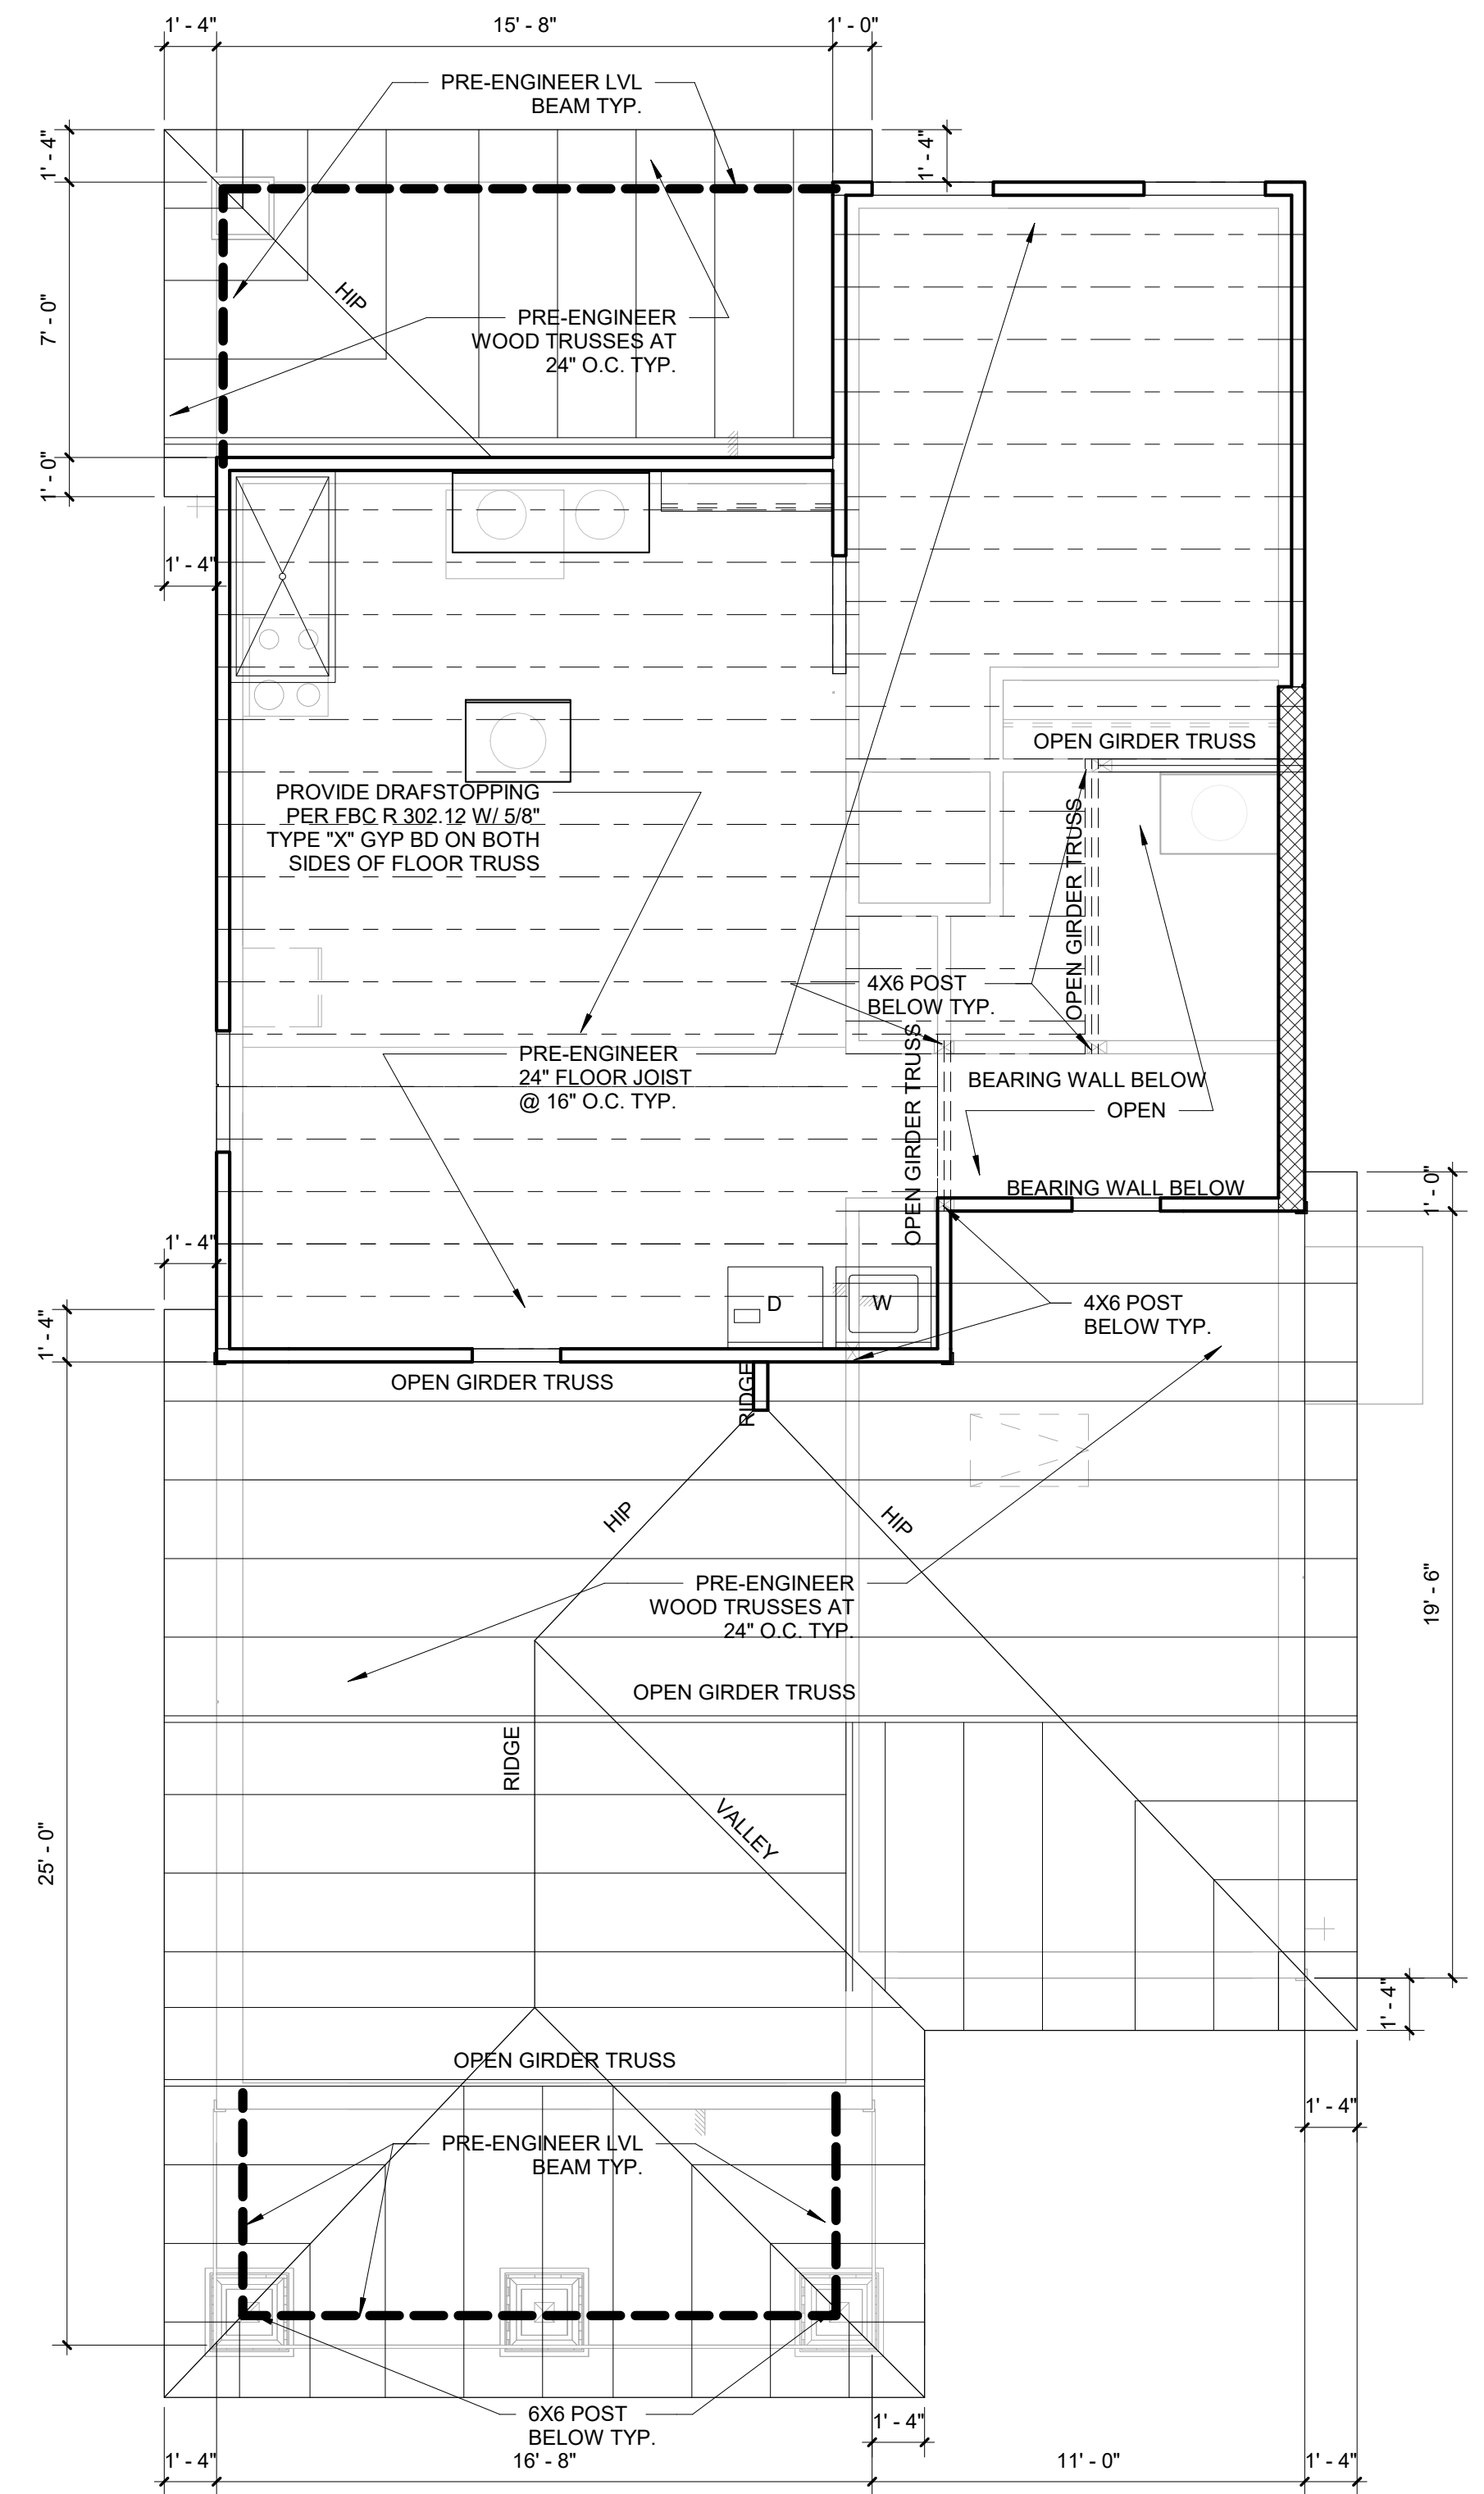 1' - 4"
15' - 8"
1' - 0"
PRE-ENGINEER LVL
BEAM TYP.
1' - 4"
1' - 4"
7' - 0"
HIP
PRE-ENGINEER
WOOD TRUSSES AT
24" O.C. TYP.
1' - 0"
1' - 4"
OPEN GIRDER TRUSS
PROVIDE DRAFSTOPPING
PER FBC R 302.12 W/ 5/8"
TYPE "X" GYP BD ON BOTH
SIDES OF FLOOR TRUSS
OPEN GIRDER TRUSS
4X6 POST
BELOW TYP.
PRE-ENGINEER
24" FLOOR JOIST
@ 16" O.C. TYP.
OPEN GIRDER TRUSS
BEARING WALL BELOW
OPEN
BEARING WALL BELOW
1' - 0"
1' - 4"
D
W
4X6 POST
BELOW TYP.
1' - 4"
OPEN GIRDER TRUSS
RIDGE
HIP
HIP
PRE-ENGINEER
WOOD TRUSSES AT
24" O.C. TYP.
19' - 6"
OPEN GIRDER TRUSS
RIDGE
VALLEY
25' - 0"
1' - 4"
OPEN GIRDER TRUSS
1' - 4"
PRE-ENGINEER LVL
BEAM TYP.
6X6 POST
BELOW TYP.
1' - 4"
1' - 4"
16' - 8"
11' - 0"
1' - 4"